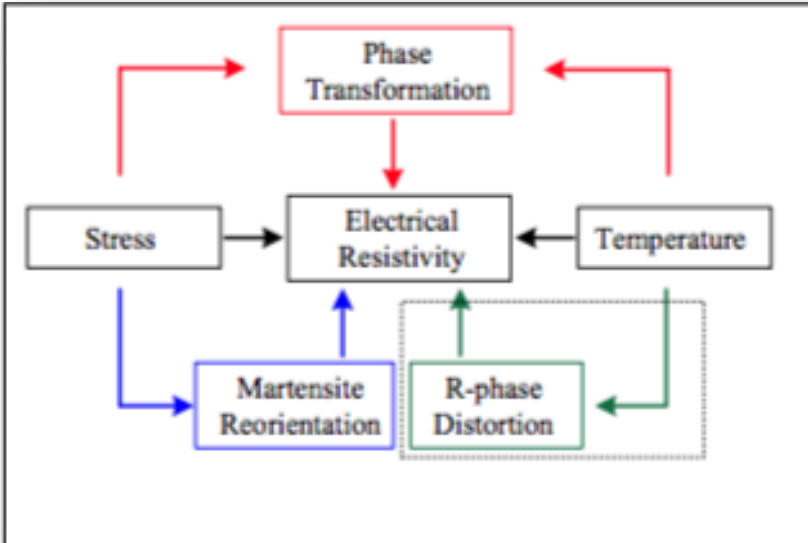 Phase
Transformation
Stress
Electrical
Resistivity
Temperature
Martensite
Reorientation
R-phase
Distortion